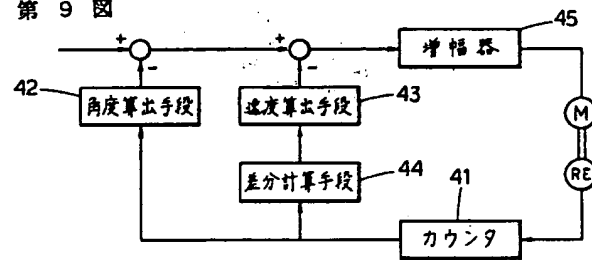 第 9 図
45
増幅器
42
角度算出手段
速度算出手段
43
M
差分計算手段
44
RE
41
カウンタ
+
-
+
-
+